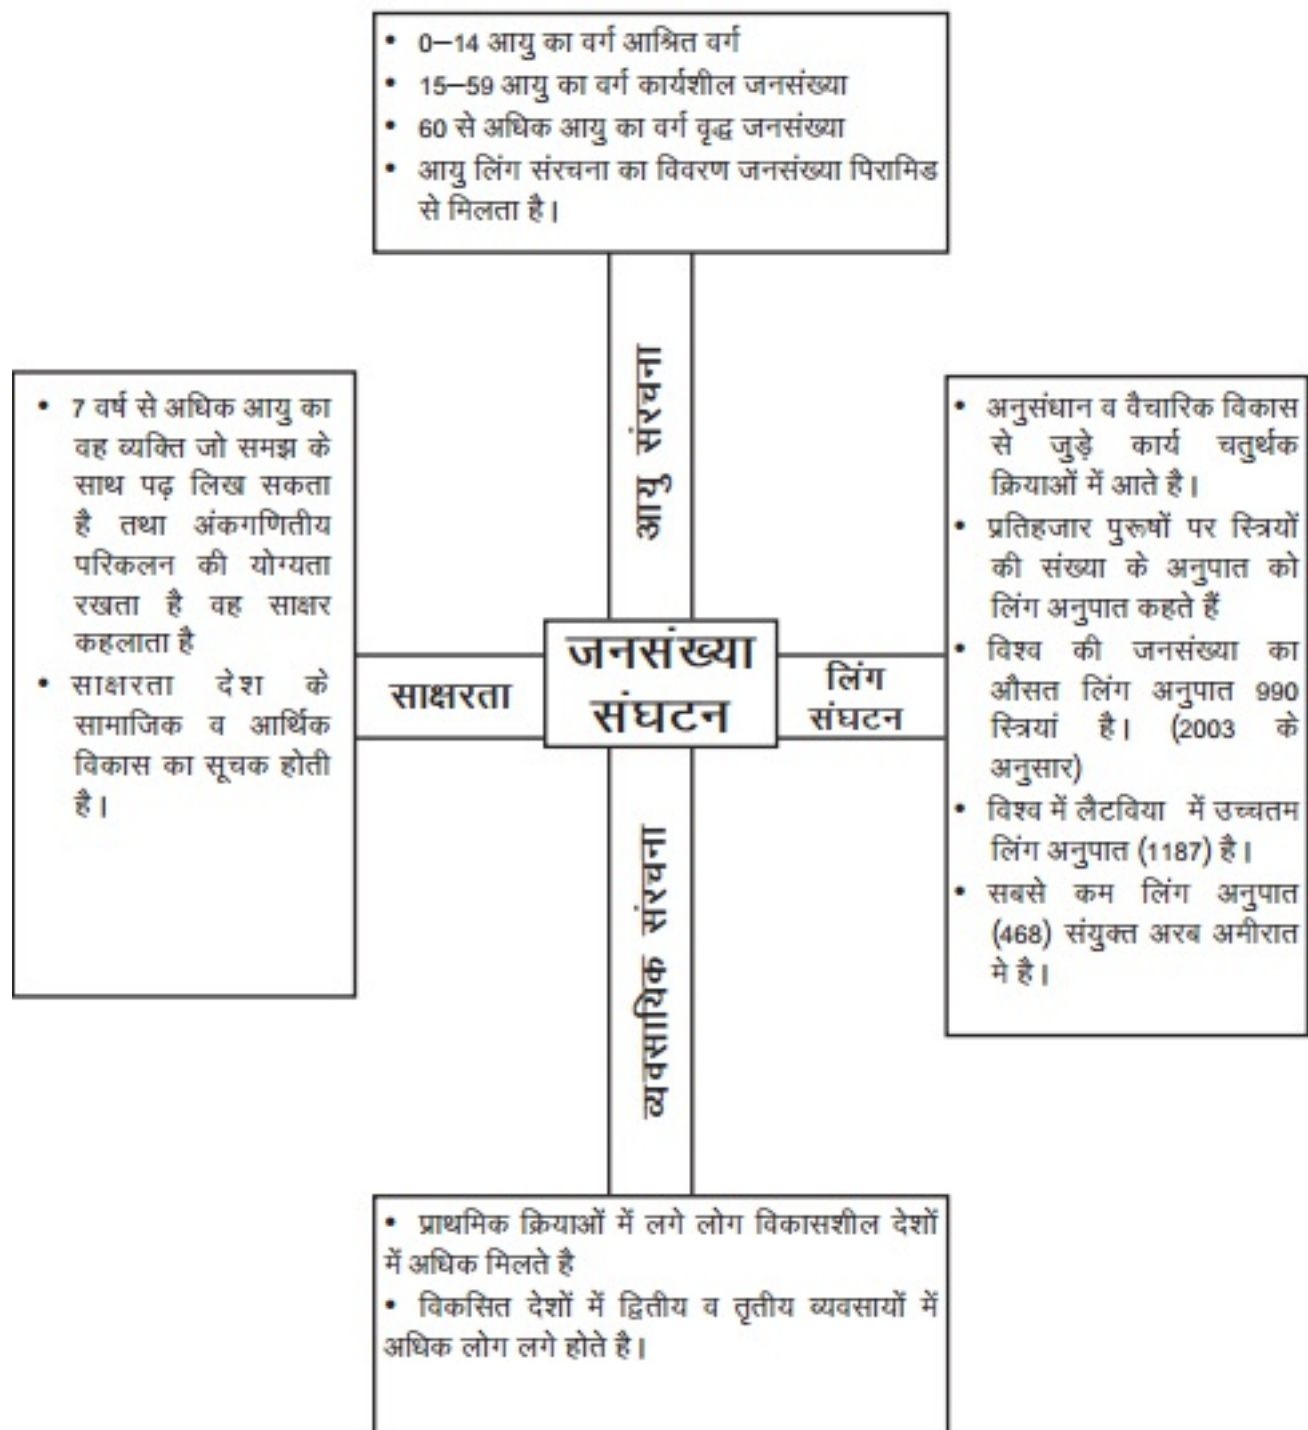 • 0–14 आयु का वर्ग आश्रित वर्ग
• 15–59 आयु का वर्ग कार्यशील जनसंख्या
• 60 से अधिक आयु का वर्ग वृद्ध जनसंख्या
• आयु लिंग संरचना का विवरण जनसंख्या पिरामिड
से मिलता है।
आयु संरचना
• 7 वर्ष से अधिक आयु का
वह व्यक्ति जो समझ के
साथ पढ़ लिख सकता
है तथा अंकगणितीय
परिकलन की योग्यता
रखता है वह साक्षर
कहलाता है
• साक्षरता देश के
सामाजिक व आर्थिक
विकास का सूचक होती
है।
साक्षरता
जनसंख्या
संघटन
लिंग
संघटन
• अनुसंधान व वैचारिक विकास
से जुड़े कार्य चतुर्थक
क्रियाओं में आते है।
• प्रतिहजार पुरूषों पर स्त्रियों
की संख्या के अनुपात को
लिंग अनुपात कहते हैं
• विश्व की जनसंख्या का
औसत लिंग अनुपात 990
स्त्रियां है। (2003 के
अनुसार)
• विश्व में लैटविया में उच्चतम
लिंग अनुपात (1187) है।
• सबसे कम लिंग अनुपात
(468) संयुक्त अरब अमीरात
मे है।
व्यवसायिक संरचना
• प्राथमिक क्रियाओं में लगे लोग विकासशील देशों
में अधिक मिलते है
• विकसित देशों में द्वितीय व तृतीय व्यवसायों में
अधिक लोग लगे होते है।